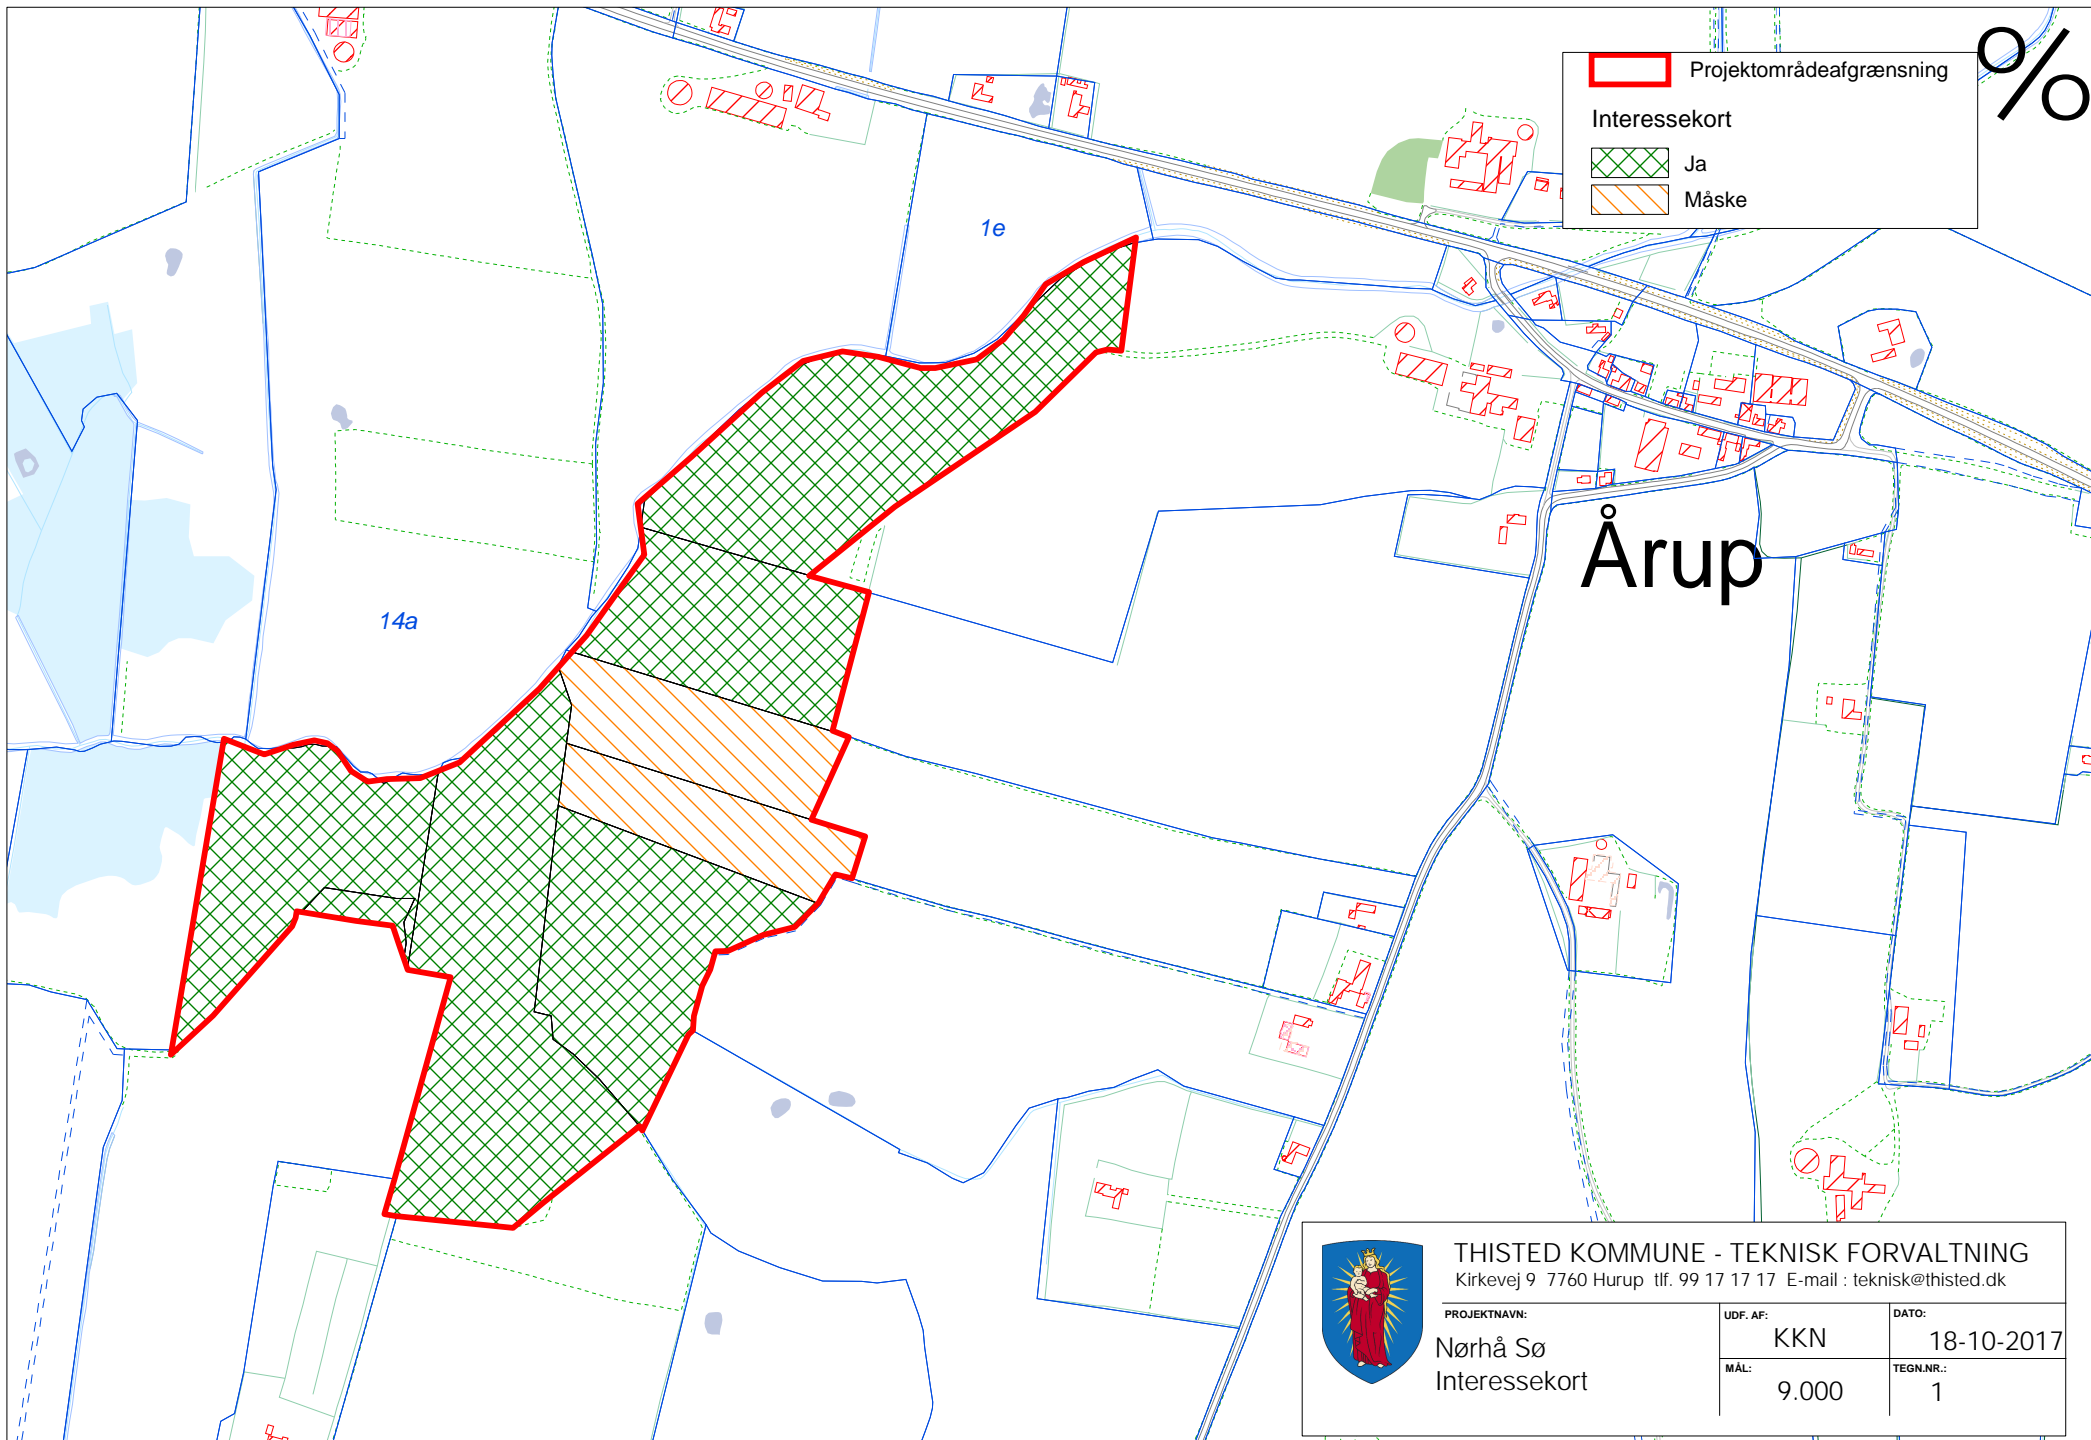 %
Projektområdeafgrænsning
Interessekort
Ja
Måske
1e
Årup
14a
THISTED KOMMUNE - TEKNISK FORVALTNING
Kirkevej 9 7760 Hurup tlf. 99 17 17 17 E-mail : teknisk@thisted.dk
PROJEKTNAVN:
Nørhå Sø
Interessekort
UDF. AF:
KKN
DATO:
18-10-2017
MÅL:
9.000
TEGN.NR.:
1